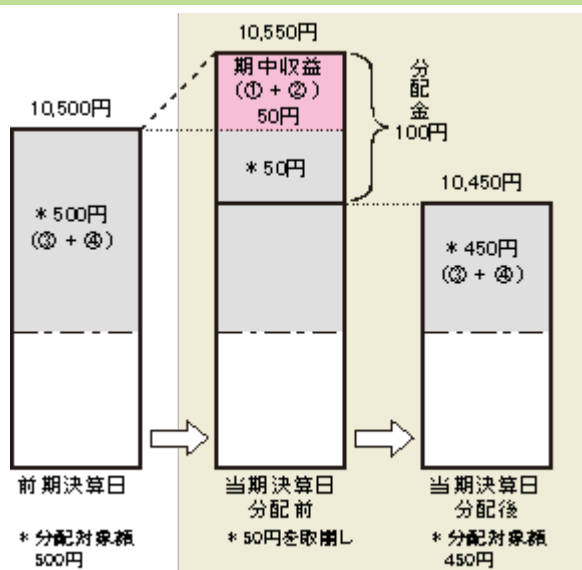 10,550円
期中収益
(① + ②)
50円
分配金
100円
10,500円
＊50円
10,450円
＊500円
(③ + ④)
＊450円
(③ + ④)
前期決算日
当期決算日
分配前
当期決算日
分配後
＊分配対象額
500円
＊50円を取崩し
＊分配対象額
450円